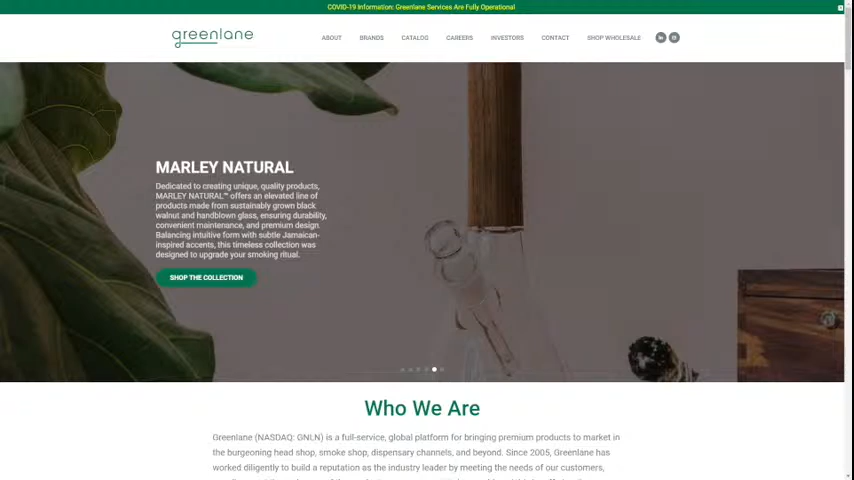 COVID-19 Information: Greenlane Services Are Fully Operational
greenlane
ABOUT BRANDS CATALOG CAREERS INVESTORS CONTACT SHOP WHOLESALE
MARLEY NATURAL
Dedicated to creating unique, quality products,
MARLEY NATURAL™ offers an elevated line of
products made from sustainably grown black
walnut and handblown glass, ensuring durability,
convenient maintenance, and premium design.
Balancing intuitive form with subtle Jamaican-
inspired accents, this timeless collection was
designed to upgrade your smoking ritual.
SHOP THE COLLECTION
Who We Are
Greenlane (NASDAQ: GNLN) is a full-service, global platform for bringing premium products to market in
the burgeoning head shop, smoke shop, dispensary channels, and beyond. Since 2005, Greenlane has
worked diligently to build a reputation as the industry leader by meeting the needs of our customers,